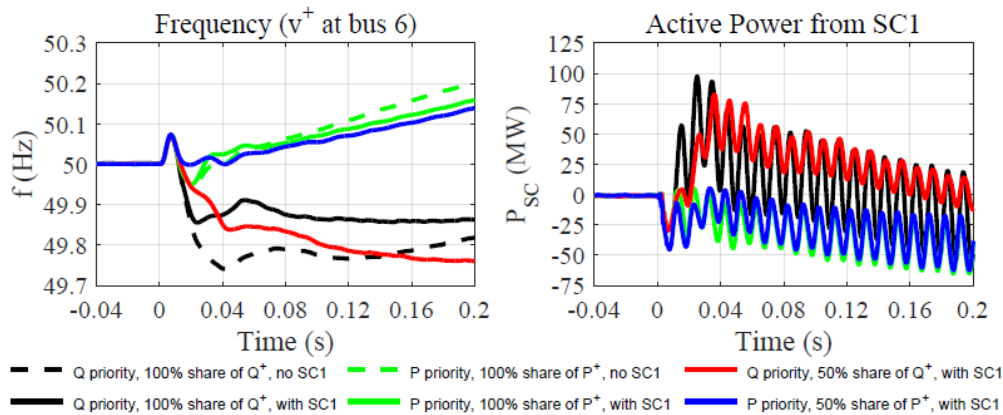 Frequency (v+ at bus 6)
50.3
50.2
50.1
50
49.9
49.8
49.7
f (Hz)
-0.04 0 0.04 0.08 0.12 0.16 0.2
Time (s)
Active Power from SC1
125
100
75
50
25
0
-25
-50
-75
PSC (MW)
-0.04 0 0.04 0.08 0.12 0.16 0.2
Time (s)
Q priority, 100% share of Q+, no SC1
P priority, 100% share of P+, no SC1
Q priority, 50% share of Q+, with SC1
Q priority, 100% share of Q+, with SC1
P priority, 100% share of P+, with SC1
P priority, 50% share of P+, with SC1